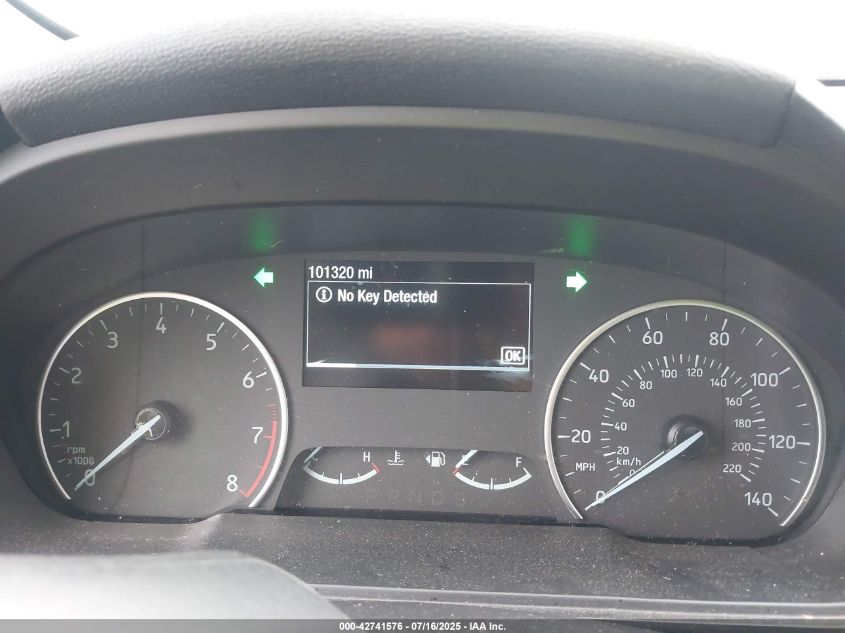 101320 mi
No Key Detected
OK
0 1 2 3 4 5 6 7 8
rpm
x1000
H
E F
P R N D S
0 20 40 60 80 100 120 140
MPH
0 20 40 60 80 100 120 140 160 180 200 220
km/h
000-42741576 - 07/16/2025 - IAA Inc.